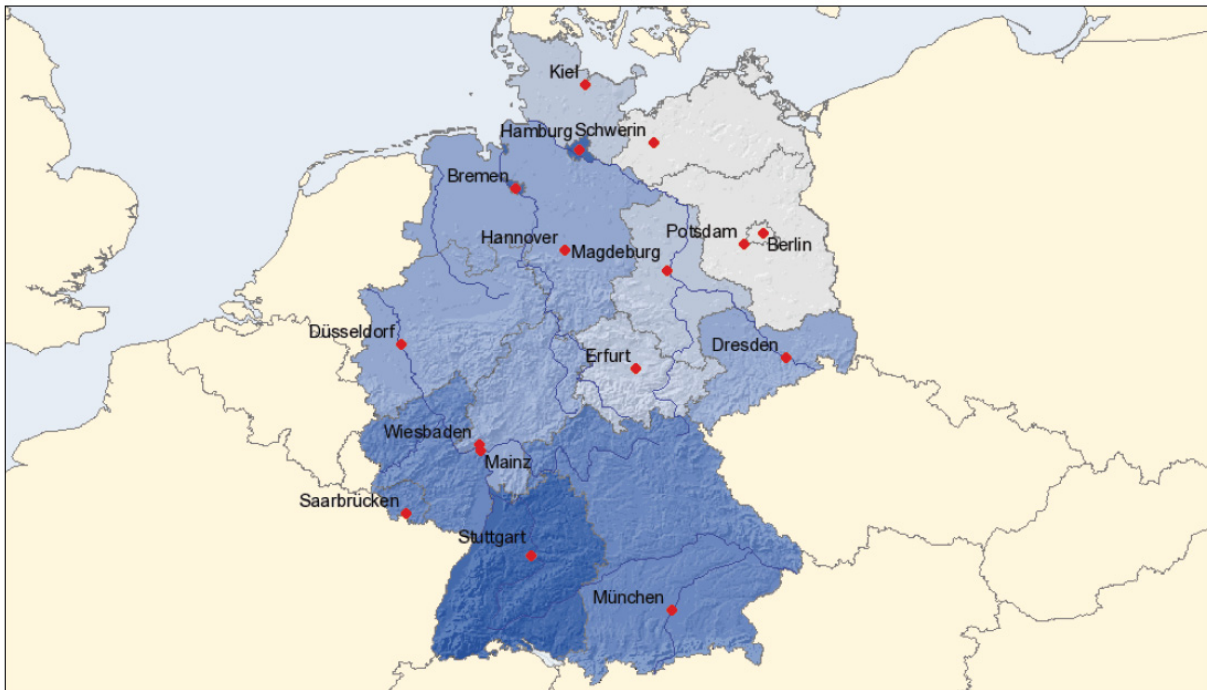 Kiel
Hamburg
Schwerin
Bremen
Hannover
Magdeburg
Potsdam
Berlin
Düsseldorf
Erfurt
Dresden
Wiesbaden
Mainz
Saarbrücken
Stuttgart
München